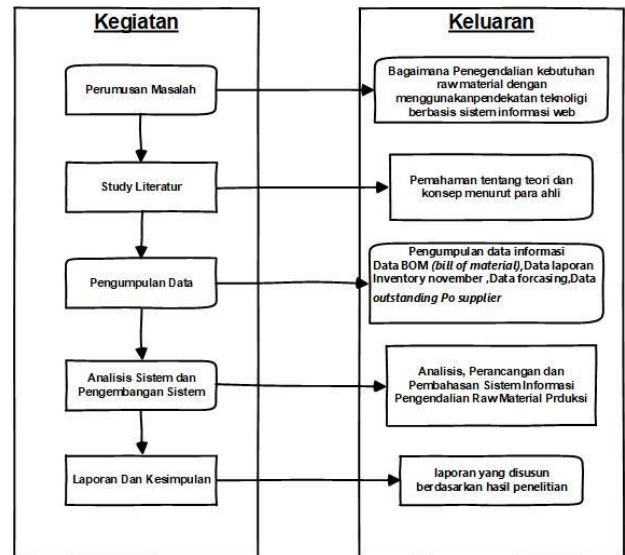 Kegiatan
Keluaran
Perumusan Masalah
Bagaimana Penegendalian kebutuhan
raw material dengan
menggunakanpendekatan teknoligi
berbasis sistem informasi web
Study Literatur
Pemahaman tentang teori dan
konsep menurut para ahli
Pengumpulan Data
Pengumpulan data informasi
Data BOM (bill of material),Data laporan
Inventory november ,Data forcasing,Data
outstanding Po supplier
Analisis Sistem dan
Pengembangan Sistem
Analisis, Perancangan dan
Pembahasan Sistem Informasi
Pengendalian Raw Material Prduksi
Laporan Dan Kesimpulan
laporan yang disusun
berdasarkan hasil penelitian